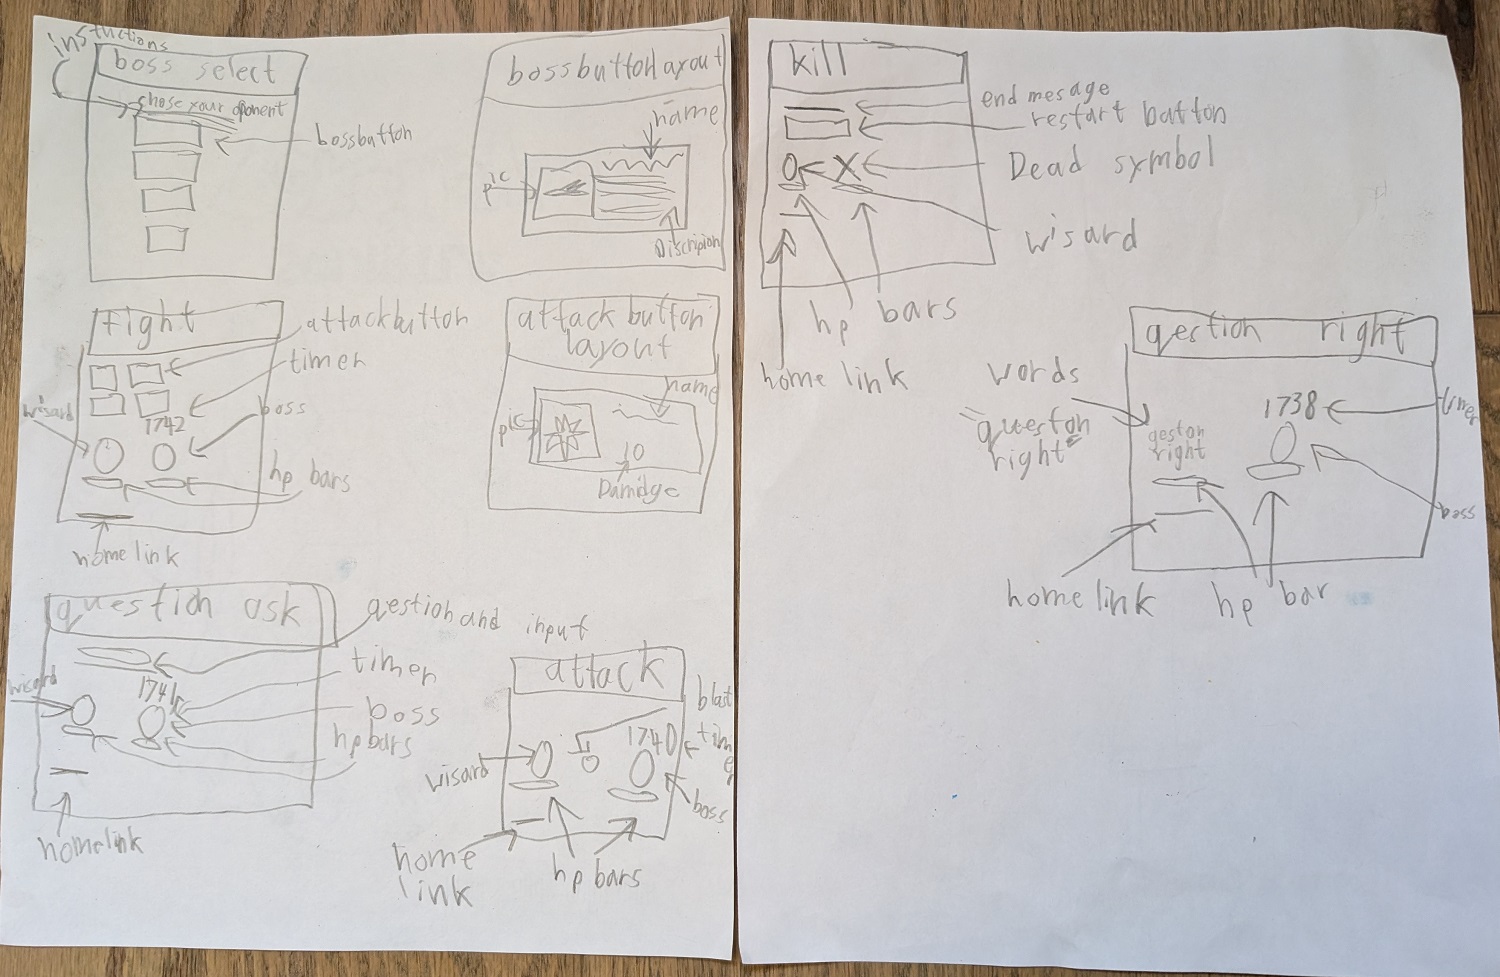 instuctions
boss select
chose your oponent
bossbutton
bossbuttonlayout
name
pic
Discription
fight
attackbutton
timer
wisard
1742
boss
hp bars
home link
attack button
layout
name
pic
10
Damidge
question ask
qestion and input
timer
wisard
1741
boss
hp bars
homelink
attack
blast
1740
timer
wisard
boss
home
link
hp bars
kill
end mesage
restart button
Dead symbol
wisard
hp bars
home link
qestion right
words
"queston
right"
1738
timer
qeston
right
boss
home link
hp bar